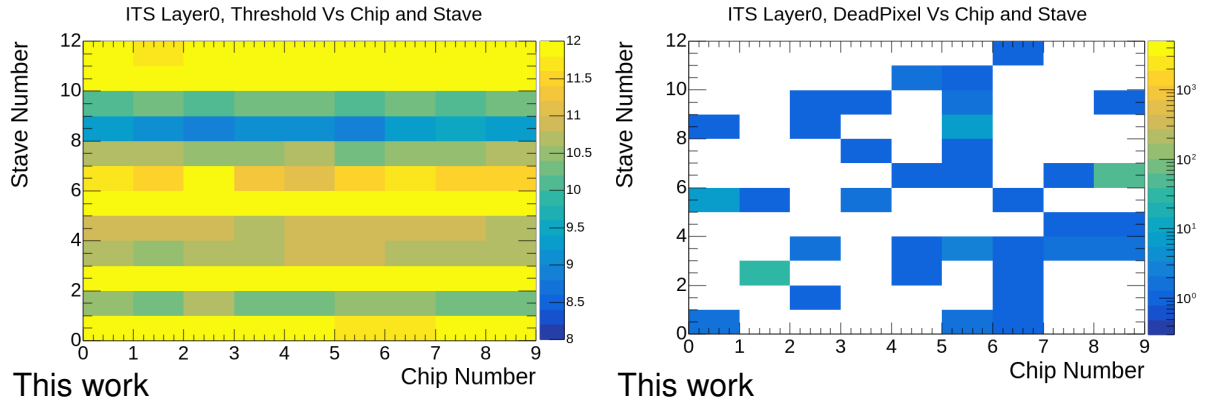 ITS Layer0, Threshold Vs Chip and Stave
Stave Number
12
10
8
6
4
2
0
0 1 2 3 4 5 6 7 8 9
Chip Number
12
11.5
11
10.5
10
9.5
9
8.5
8
This work
ITS Layer0, DeadPixel Vs Chip and Stave
Stave Number
12
10
8
6
4
2
0
0 1 2 3 4 5 6 7 8 9
Chip Number
10³
10²
10¹
10⁰
This work